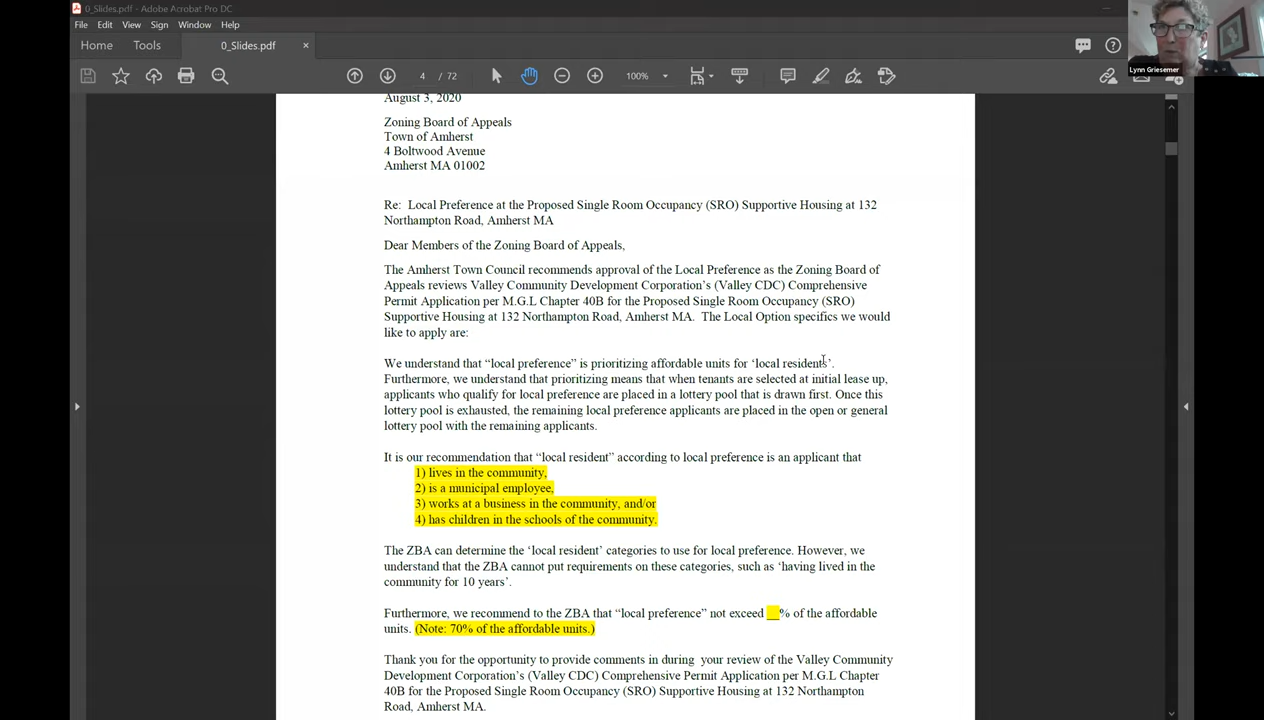 0_Slides.pdf - Adobe Acrobat Pro DC
File Edit View Sign Window Help
Home Tools 0_Slides.pdf ×
4 / 72 100%
Lynn Griesemer
August 3, 2020
Zoning Board of Appeals
Town of Amherst
4 Boltwood Avenue
Amherst MA 01002
Re: Local Preference at the Proposed Single Room Occupancy (SRO) Supportive Housing at 132
Northampton Road, Amherst MA
Dear Members of the Zoning Board of Appeals,
The Amherst Town Council recommends approval of the Local Preference as the Zoning Board of
Appeals reviews Valley Community Development Corporation's (Valley CDC) Comprehensive
Permit Application per M.G.L Chapter 40B for the Proposed Single Room Occupancy (SRO)
Supportive Housing at 132 Northampton Road, Amherst MA. The Local Option specifics we would
like to apply are:
We understand that "local preference" is prioritizing affordable units for 'local residents'.
Furthermore, we understand that prioritizing means that when tenants are selected at initial lease up,
applicants who qualify for local preference are placed in a lottery pool that is drawn first. Once this
lottery pool is exhausted, the remaining local preference applicants are placed in the open or general
lottery pool with the remaining applicants.
It is our recommendation that "local resident" according to local preference is an applicant that
1) lives in the community,
2) is a municipal employee,
3) works at a business in the community, and/or
4) has children in the schools of the community.
The ZBA can determine the 'local resident' categories to use for local preference. However, we
understand that the ZBA cannot put requirements on these categories, such as 'having lived in the
community for 10 years'.
Furthermore, we recommend to the ZBA that "local preference" not exceed __% of the affordable
units. (Note: 70% of the affordable units.)
Thank you for the opportunity to provide comments in during your review of the Valley Community
Development Corporation's (Valley CDC) Comprehensive Permit Application per M.G.L Chapter
40B for the Proposed Single Room Occupancy (SRO) Supportive Housing at 132 Northampton
Road, Amherst MA.